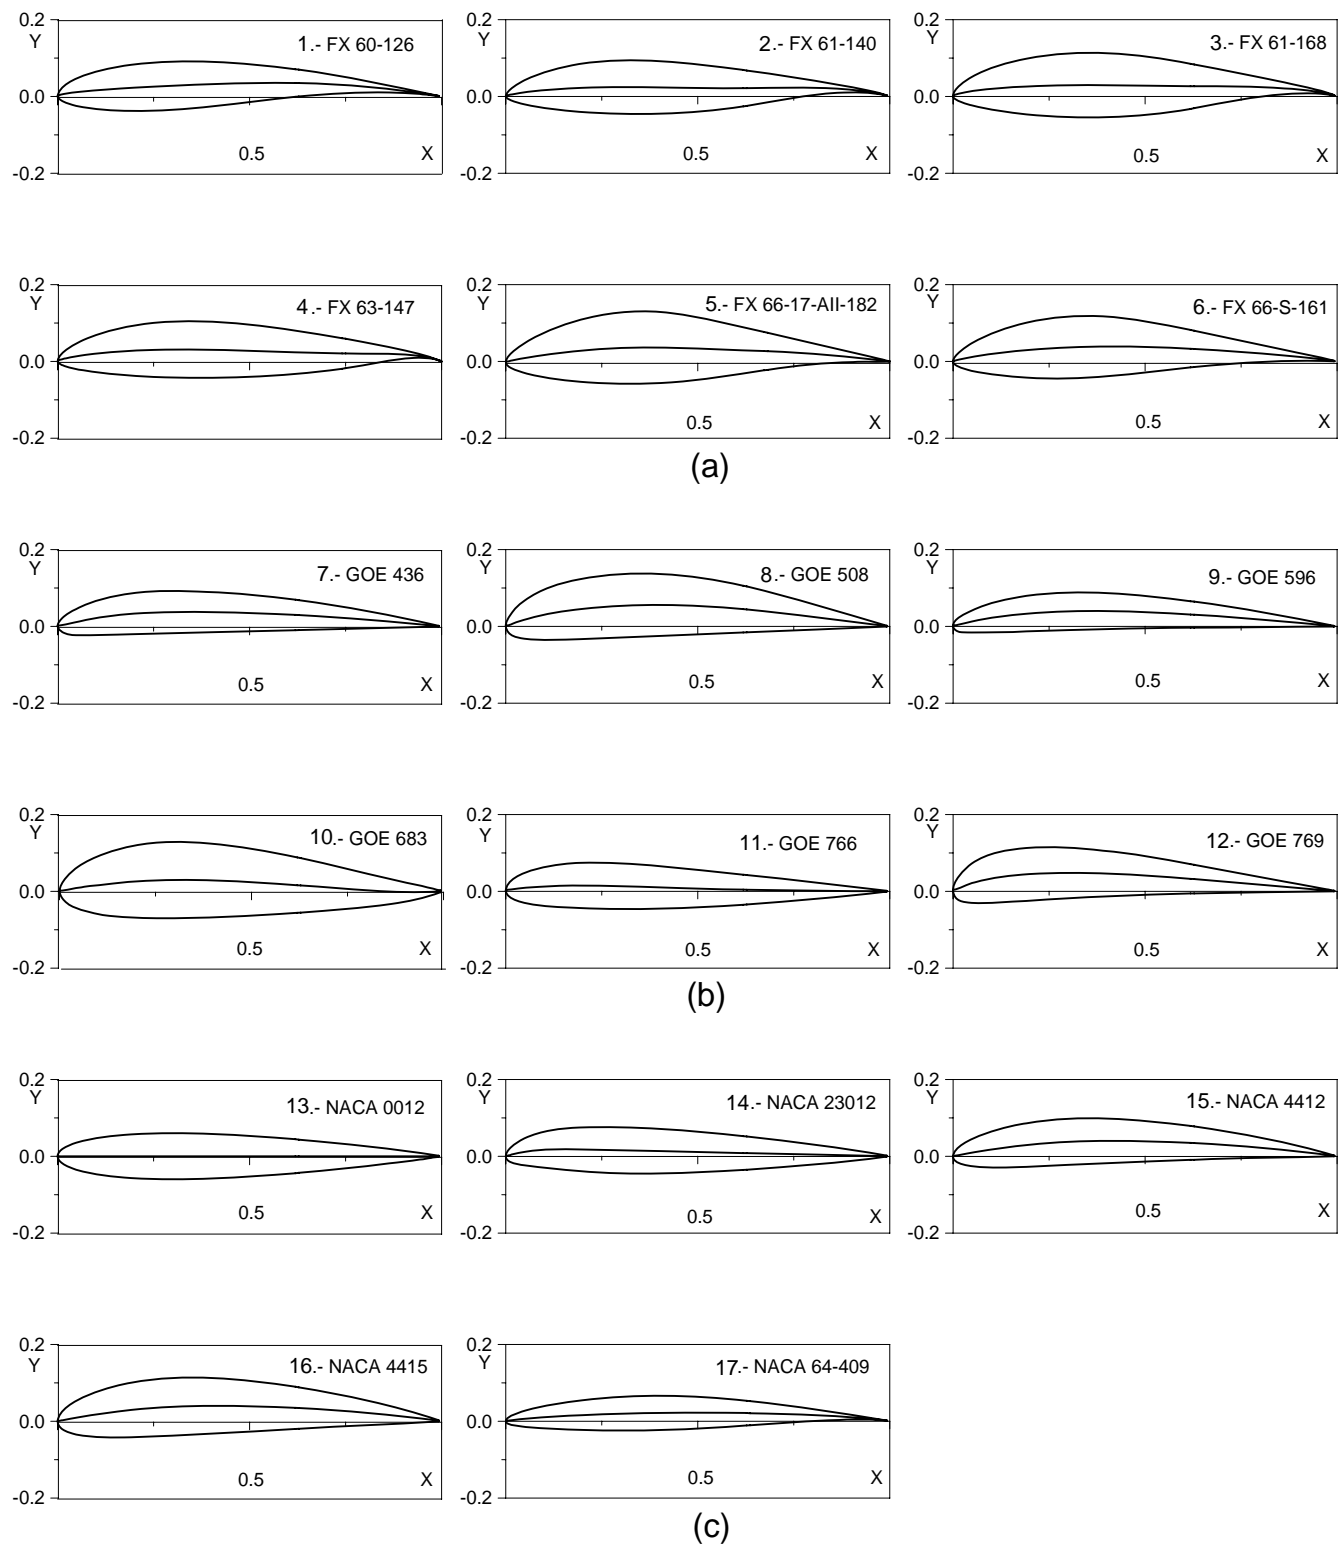 0.2
Y
0.0
-0.2
1.- FX 60-126
0.5 X
0.2
Y
0.0
-0.2
2.- FX 61-140
0.5 X
0.2
Y
0.0
-0.2
3.- FX 61-168
0.5 X
0.2
Y
0.0
-0.2
4.- FX 63-147
0.2
Y
0.0
-0.2
5.- FX 66-17-AII-182
0.5 X
0.2
Y
0.0
-0.2
6.- FX 66-S-161
0.5 X
(a)
0.2
Y
0.0
-0.2
7.- GOE 436
0.5 X
0.2
Y
0.0
-0.2
8.- GOE 508
0.5 X
0.2
Y
0.0
-0.2
9.- GOE 596
0.5 X
0.2
Y
0.0
-0.2
10.- GOE 683
0.5 X
0.2
Y
0.0
-0.2
11.- GOE 766
0.5 X
0.2
Y
0.0
-0.2
12.- GOE 769
0.5 X
(b)
0.2
Y
0.0
-0.2
13.- NACA 0012
0.5 X
0.2
Y
0.0
-0.2
14.- NACA 23012
0.5 X
0.2
Y
0.0
-0.2
15.- NACA 4412
0.5 X
0.2
Y
0.0
-0.2
16.- NACA 4415
0.5 X
0.2
Y
0.0
-0.2
17.- NACA 64-409
0.5 X
(c)